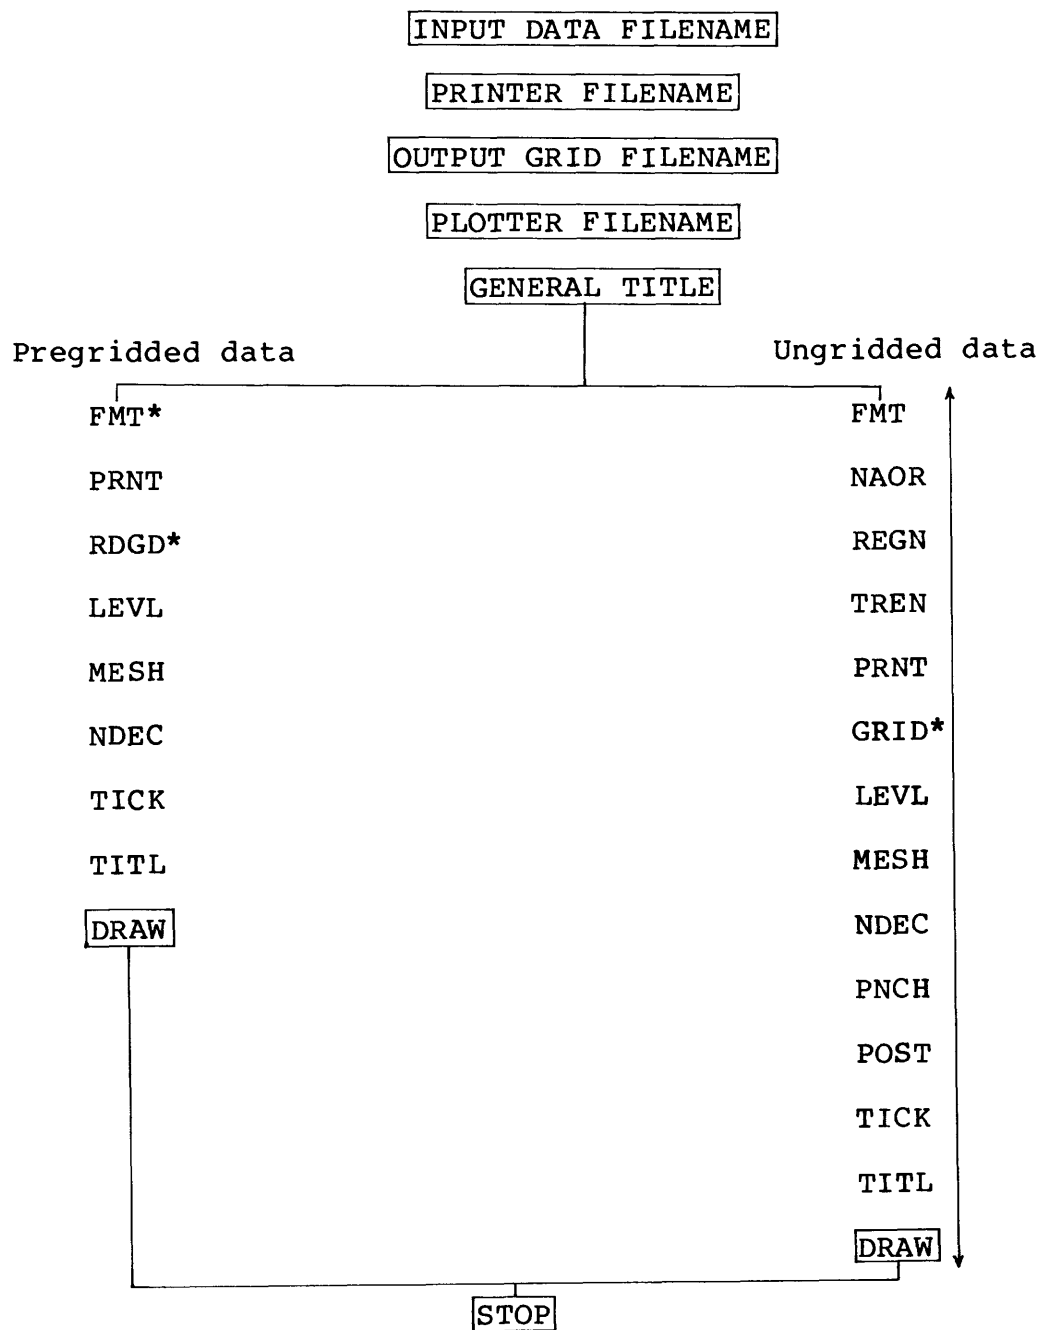 INPUT DATA FILENAME
PRINTER FILENAME
OUTPUT GRID FILENAME
PLOTTER FILENAME
GENERAL TITLE
Pregridded data
FMT*
PRNT
RDGD*
LEVL
MESH
NDEC
TICK
TITL
DRAW
Ungridded data
FMT
NAOR
REGN
TREN
PRNT
GRID*
LEVL
MESH
NDEC
PNCH
POST
TICK
TITL
DRAW
STOP